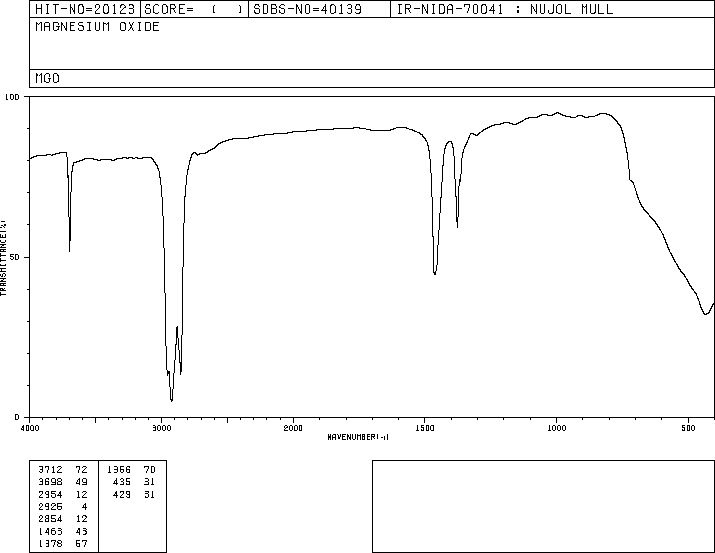 HIT-NO=20123 SCORE= ( ) SDBS-NO=40139 IR-NIDA-70041 : NUJOL MULL
MAGNESIUM OXIDE
MGO
100
50
0
TRANSMITTANCE(%)
4000 3000 2000 1500 1000 500
WAVENUMBER(-1)
3712 72 1366 70
3698 49 435 31
2954 12 429 31
2925 4
2854 12
1463 43
1378 57